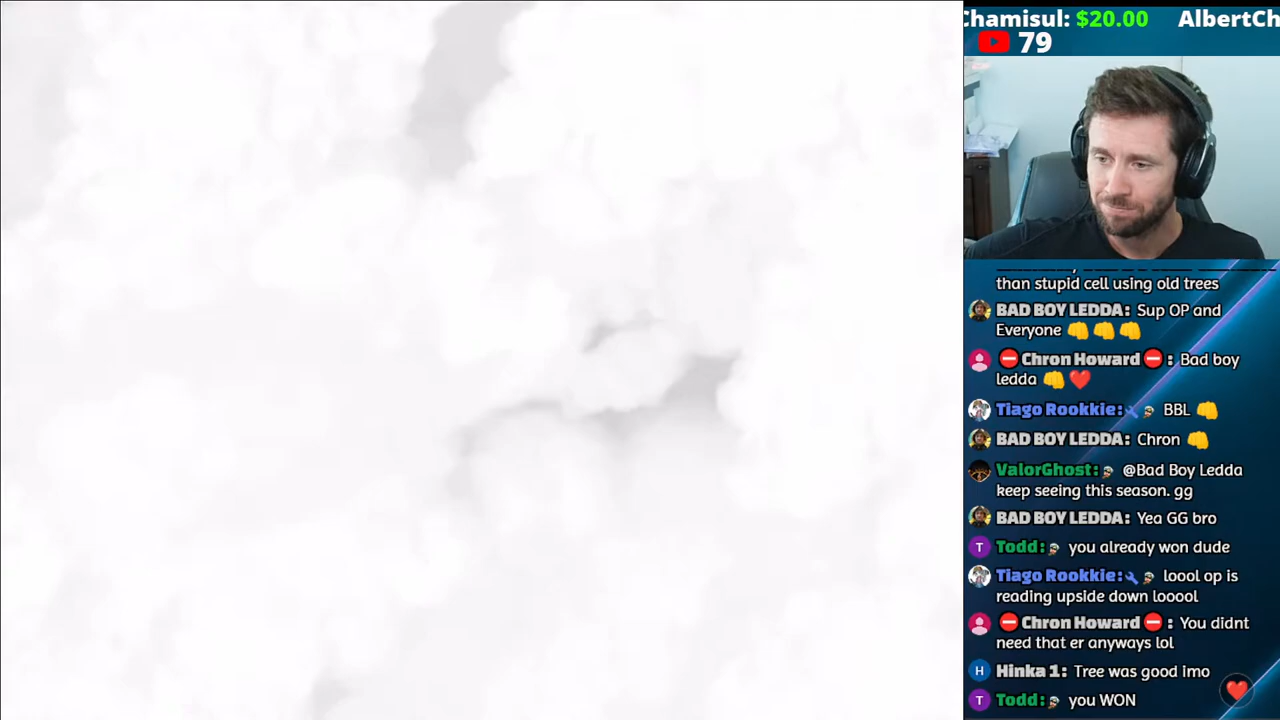 Chamisul: $20.00 AlbertCh
79
than stupid cell using old trees
BAD BOY LEDDA: Sup OP and
Everyone 👊 👊 👊
⛔ Chron Howard ⛔ : Bad boy
ledda 👊 ❤️
Tiago Rookkie: BBL 👊
BAD BOY LEDDA: Chron 👊
ValorGhost: @Bad Boy Ledda
keep seeing this season. gg
BAD BOY LEDDA: Yea GG bro
T Todd: you already won dude
Tiago Rookkie: loool op is
reading upside down looool
⛔ Chron Howard ⛔ : You didnt
need that er anyways lol
H Hinka 1: Tree was good imo
T Todd: you WON